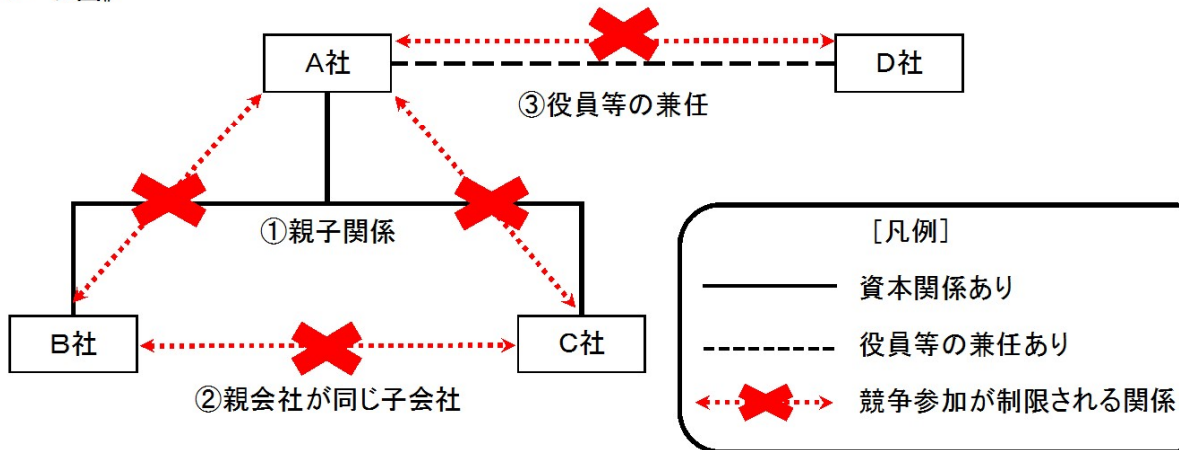 A社
D社
③役員等の兼任
①親子関係
B社
C社
②親会社が同じ子会社
[凡例]
資本関係あり
役員等の兼任あり
競争参加が制限される関係